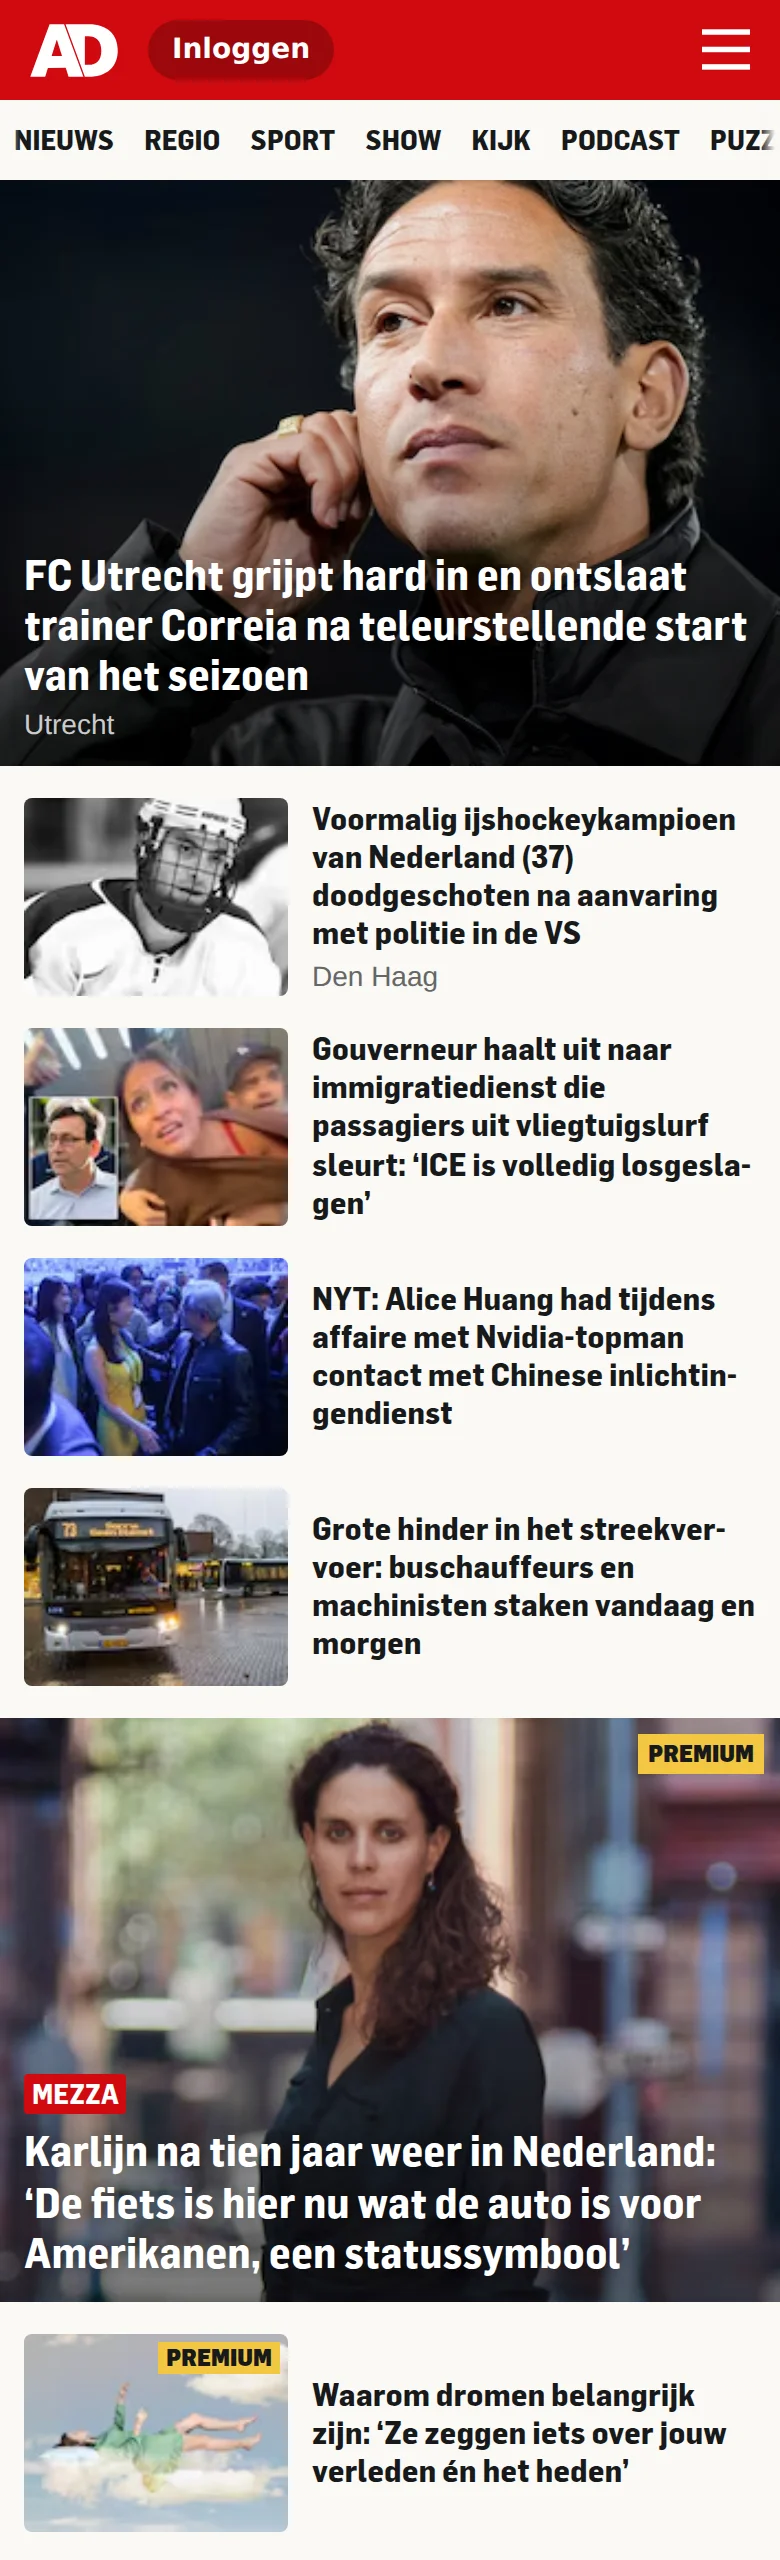 AD
Inloggen
NIEUWS REGIO SPORT SHOW KIJK PODCAST PUZZ
FC Utrecht grijpt hard in en ontslaat
trainer Correia na teleurstellende start
van het seizoen
Utrecht
Voormalig ijshockeykampioen
van Nederland (37)
doodgeschoten na aanvaring
met politie in de VS
Den Haag
Gouverneur haalt uit naar
immigratiedienst die
passagiers uit vliegtuigslurf
sleurt: ‘ICE is volledig losgesla-
gen’
NYT: Alice Huang had tijdens
affaire met Nvidia-topman
contact met Chinese inlichtin-
gendienst
73
Grote hinder in het streekver-
voer: buschauffeurs en
machinisten staken vandaag en
morgen
PREMIUM
MEZZA
Karlijn na tien jaar weer in Nederland:
‘De fiets is hier nu wat de auto is voor
Amerikanen, een statussymbool’
PREMIUM
Waarom dromen belangrijk
zijn: ‘Ze zeggen iets over jouw
verleden én het heden’